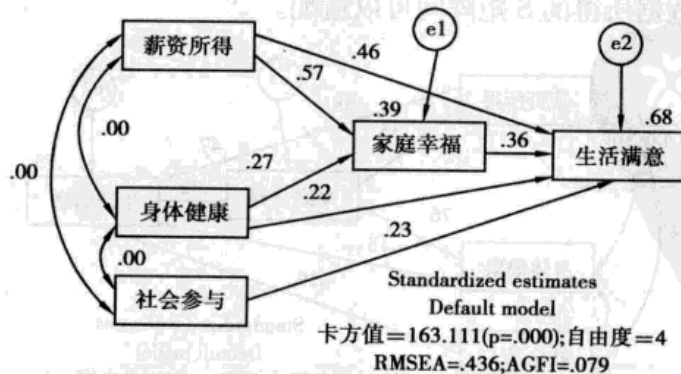 薪资所得
e1
e2
.46
.57
.39
.68
.00
家庭幸福
.36
生活满意
.27
.00
.22
身体健康
.23
.00
社会参与
Standardized estimates
Default model
卡方值=163.111(p=.000);自由度=4
RMSEA=.436;AGFI=.079